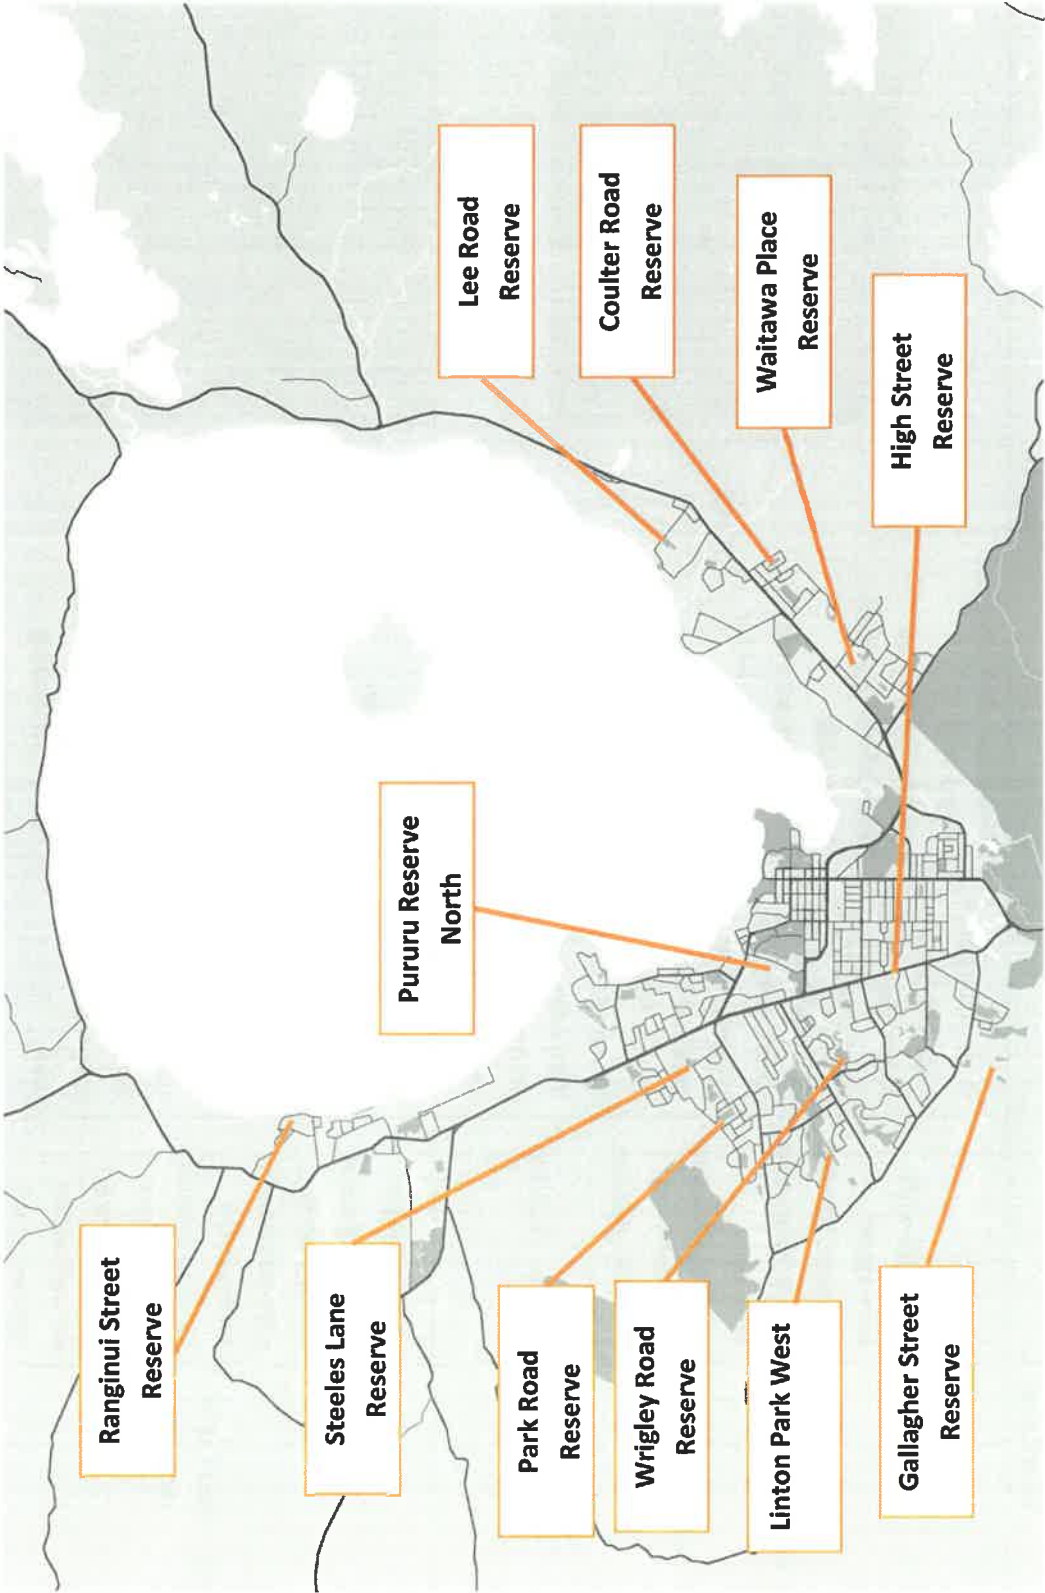 Ranginui Street
Reserve
Steeles Lane
Reserve
Park Road
Reserve
Wrigley Road
Reserve
Linton Park West
Gallagher Street
Reserve
Pururu Reserve
North
Lee Road
Reserve
Coulter Road
Reserve
Waitawa Place
Reserve
High Street
Reserve